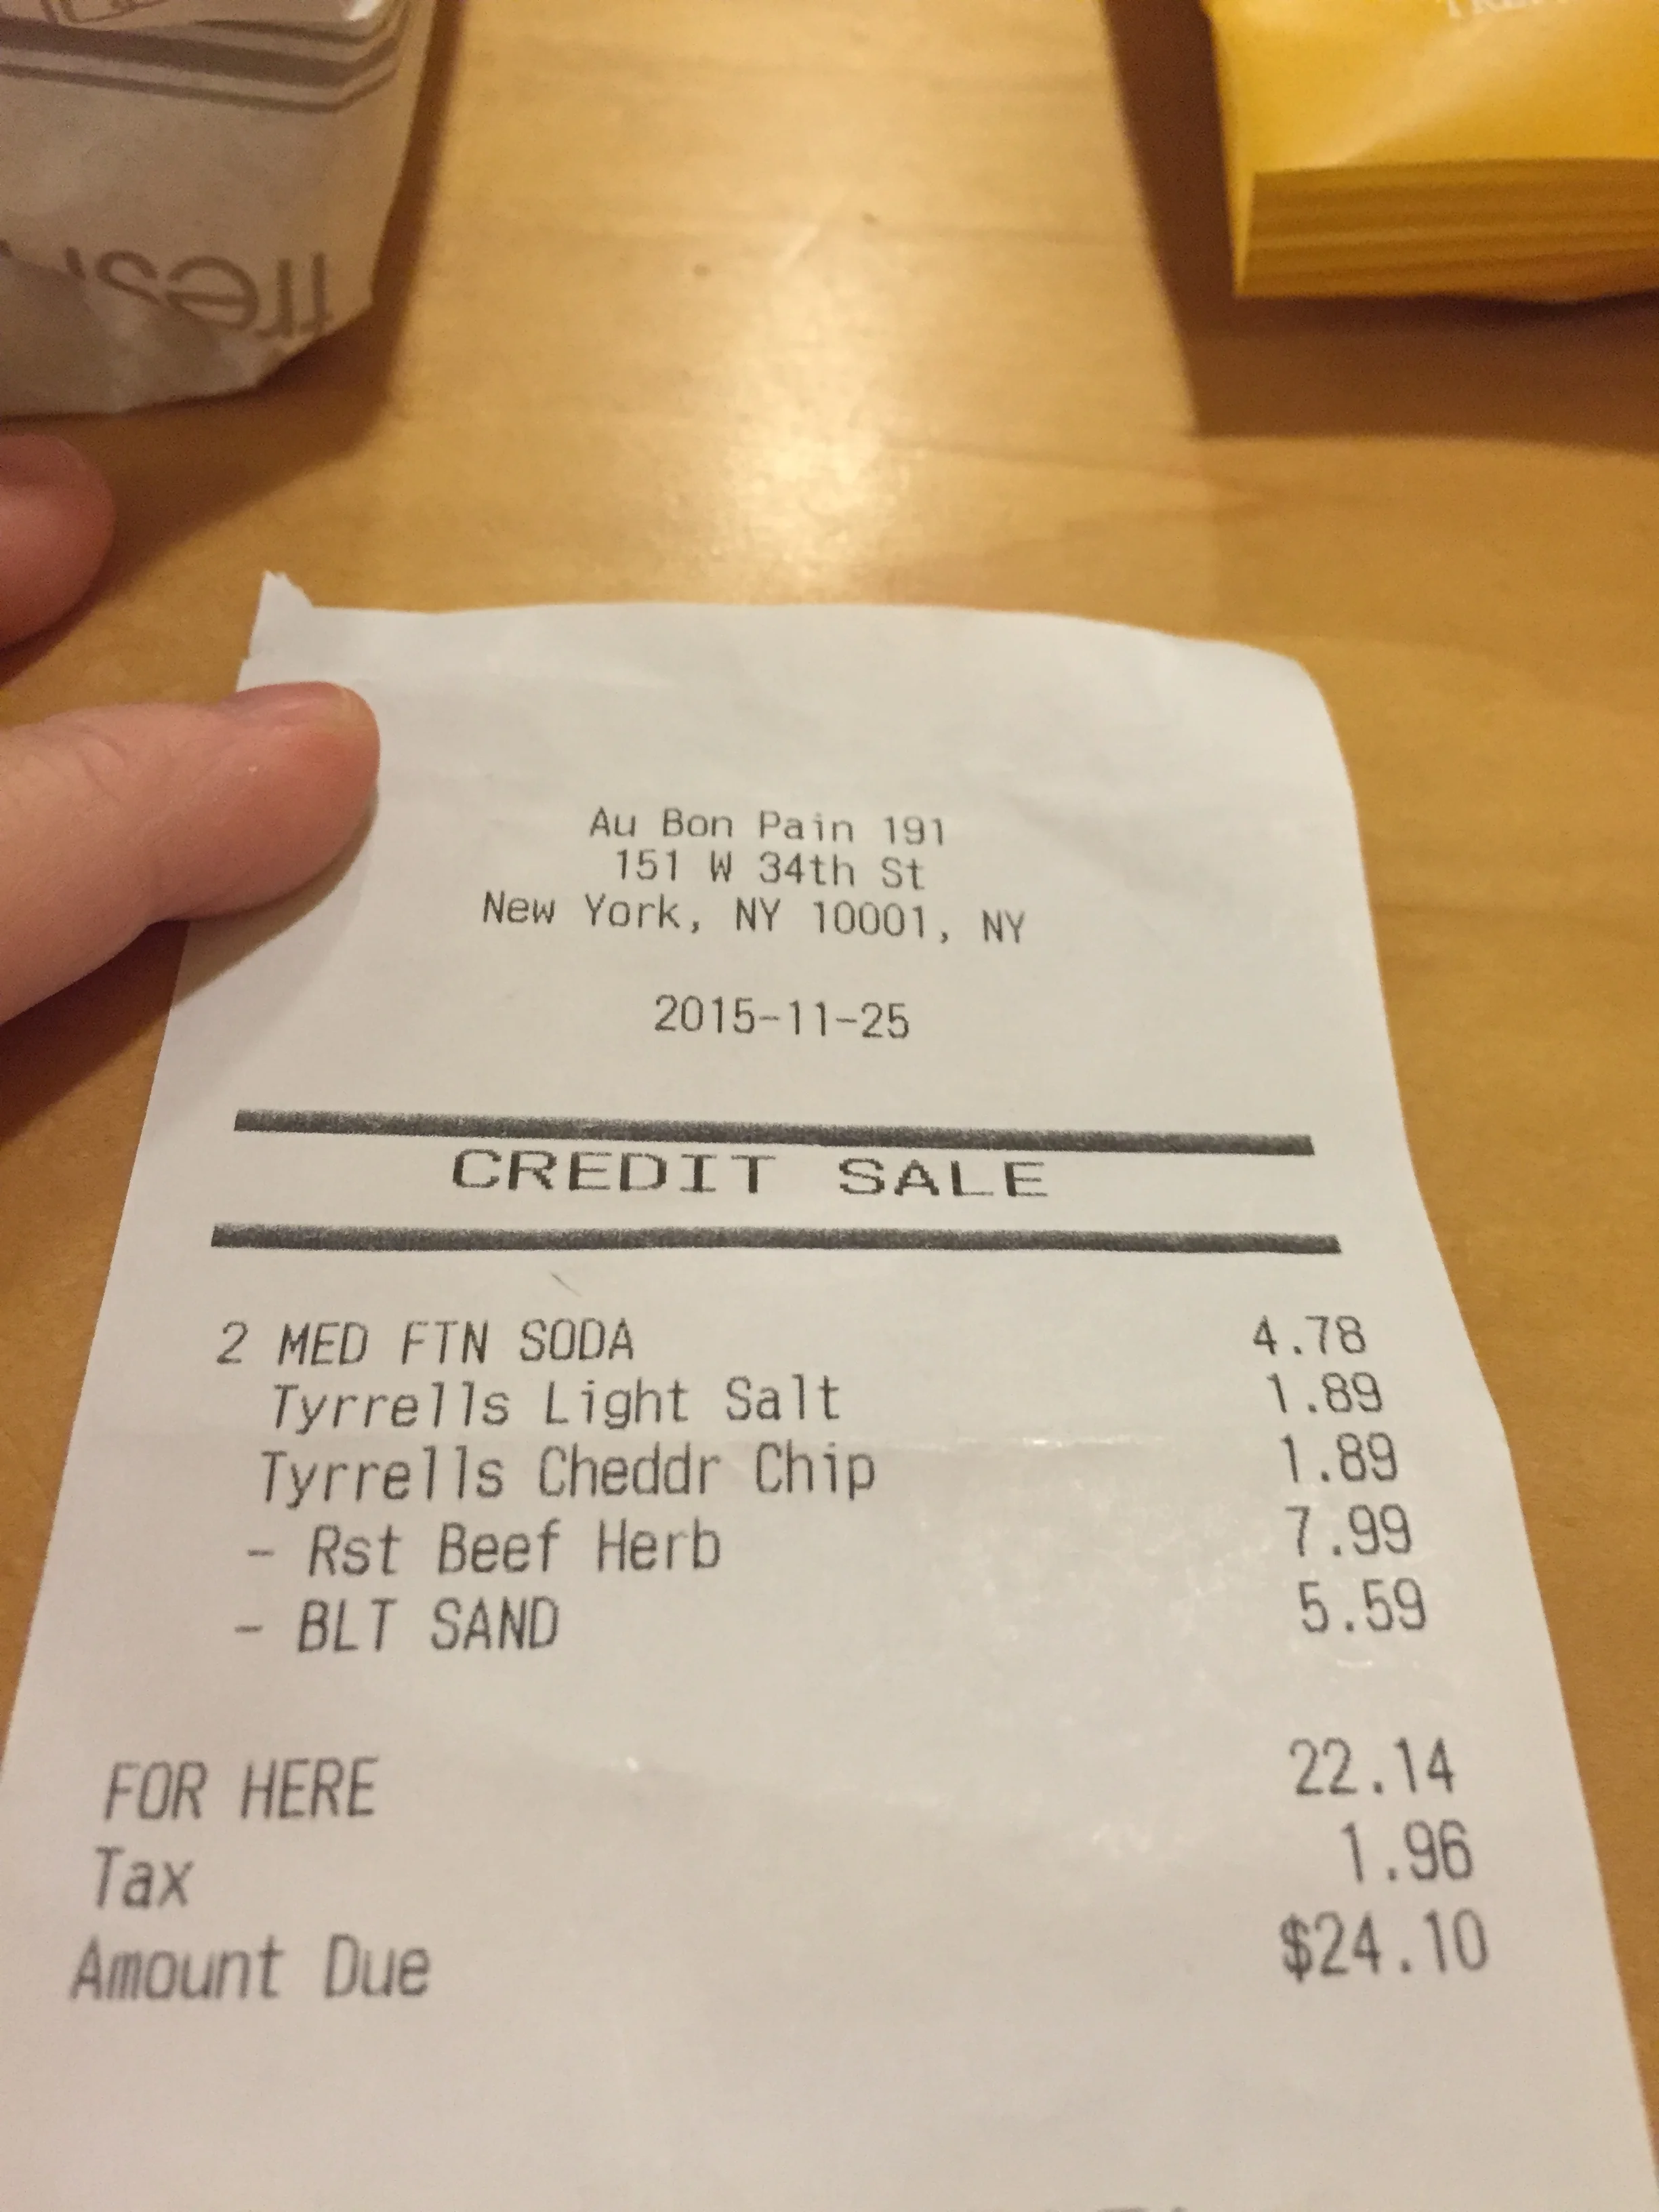 fresh
Au Bon Pain 191
151 W 34th St
New York, NY 10001, NY
2015-11-25
CREDIT SALE
2 MED FTN SODA 4.78
Tyrrells Light Salt 1.89
Tyrrells Cheddr Chip 1.89
- Rst Beef Herb 7.99
- BLT SAND 5.59
FOR HERE 22.14
Tax 1.96
Amount Due $24.10